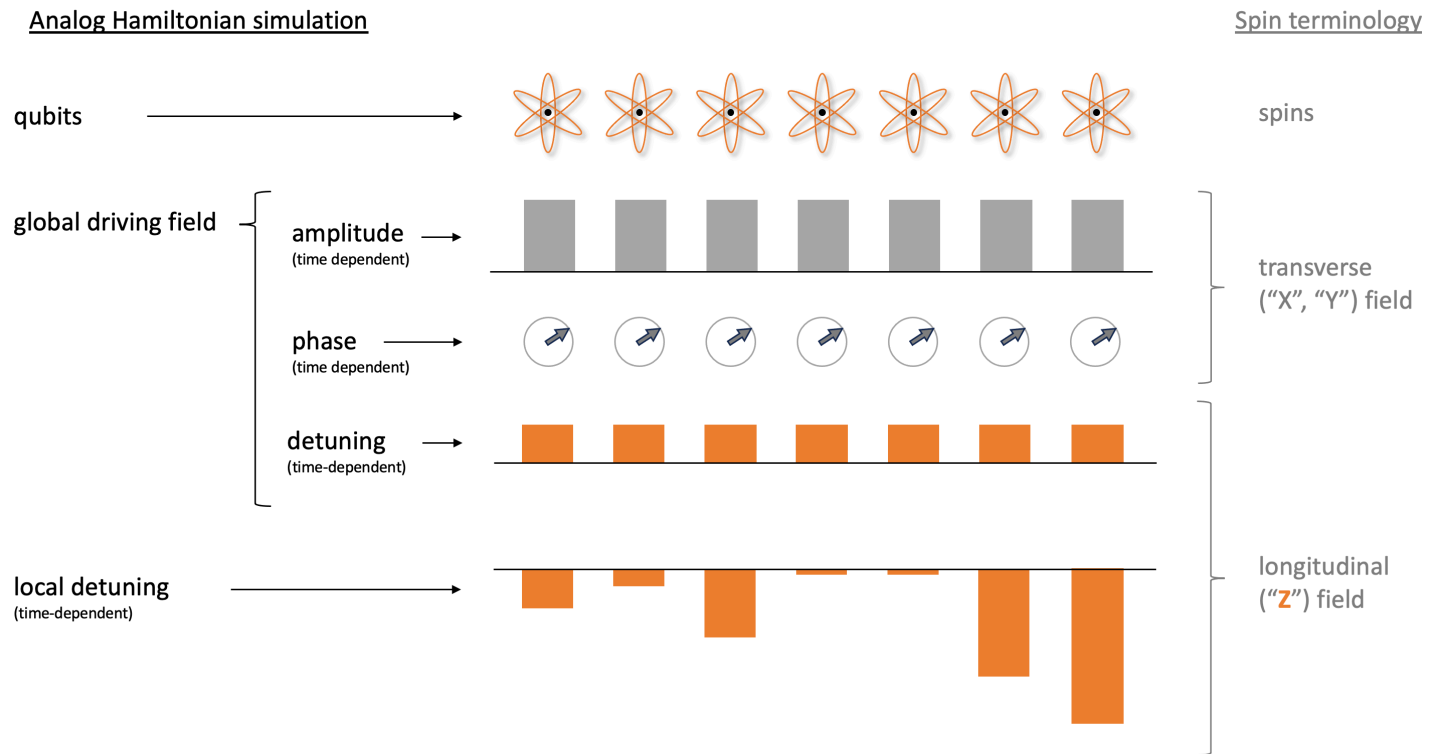 Analog Hamiltonian simulation
Spin terminology
qubits
spins
global driving field
amplitude
(time dependent)
transverse
(“X”, “Y”) field
phase
(time dependent)
detuning
(time-dependent)
local detuning
(time-dependent)
longitudinal
(“Z”) field